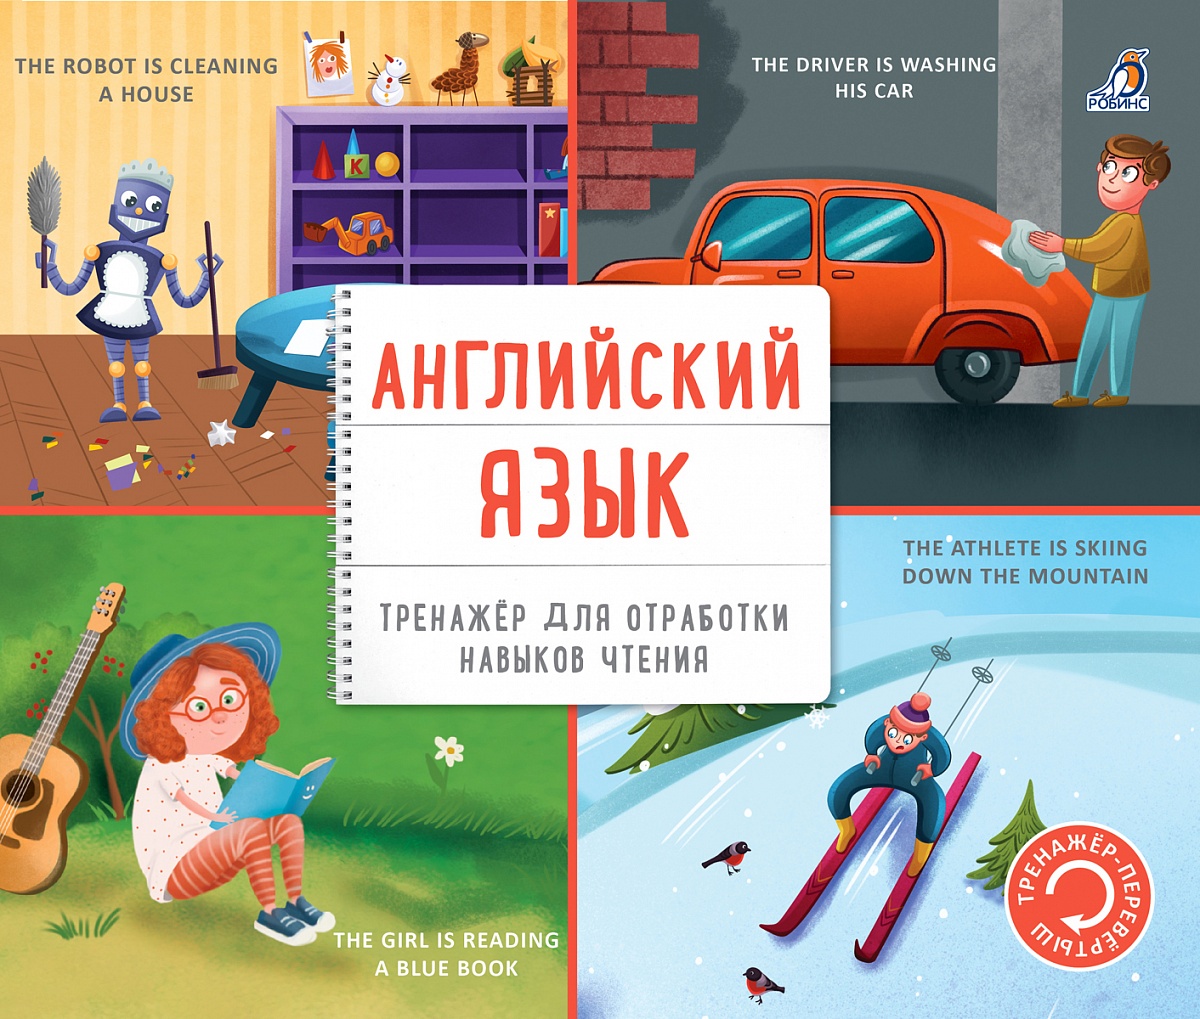 THE ROBOT IS CLEANING
A HOUSE
K
THE DRIVER IS WASHING
HIS CAR
РОБИНС
АНГЛИЙСКИЙ
ЯЗЫК
ТРЕНАЖЁР ДЛЯ ОТРАБОТКИ
НАВЫКОВ ЧТЕНИЯ
THE GIRL IS READING
A BLUE BOOK
THE ATHLETE IS SKIING
DOWN THE MOUNTAIN
ТРЕНАЖЁР-ПЕРЕВЁРТЫШ